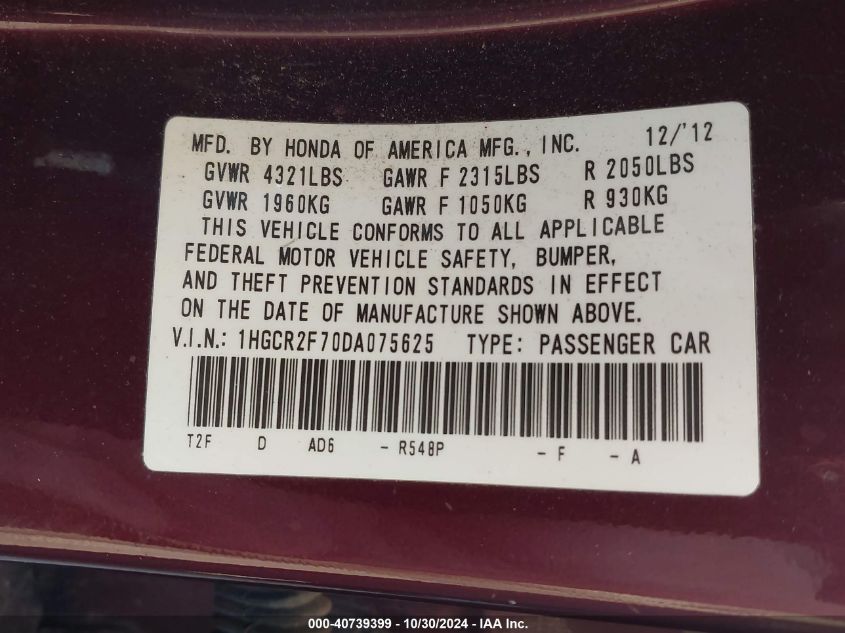 MFD. BY HONDA OF AMERICA MFG., INC. 12/'12
GVWR 4321LBS GAWR F 2315LBS R 2050LBS
GVWR 1960KG GAWR F 1050KG R 930KG
THIS VEHICLE CONFORMS TO ALL APPLICABLE
FEDERAL MOTOR VEHICLE SAFETY, BUMPER,
AND THEFT PREVENTION STANDARDS IN EFFECT
ON THE DATE OF MANUFACTURE SHOWN ABOVE.
V.I.N.: 1HGCR2F70DA075625 TYPE: PASSENGER CAR
T2F D AD6 - R548P - F - A
000-40739399 - 10/30/2024 - IAA Inc.